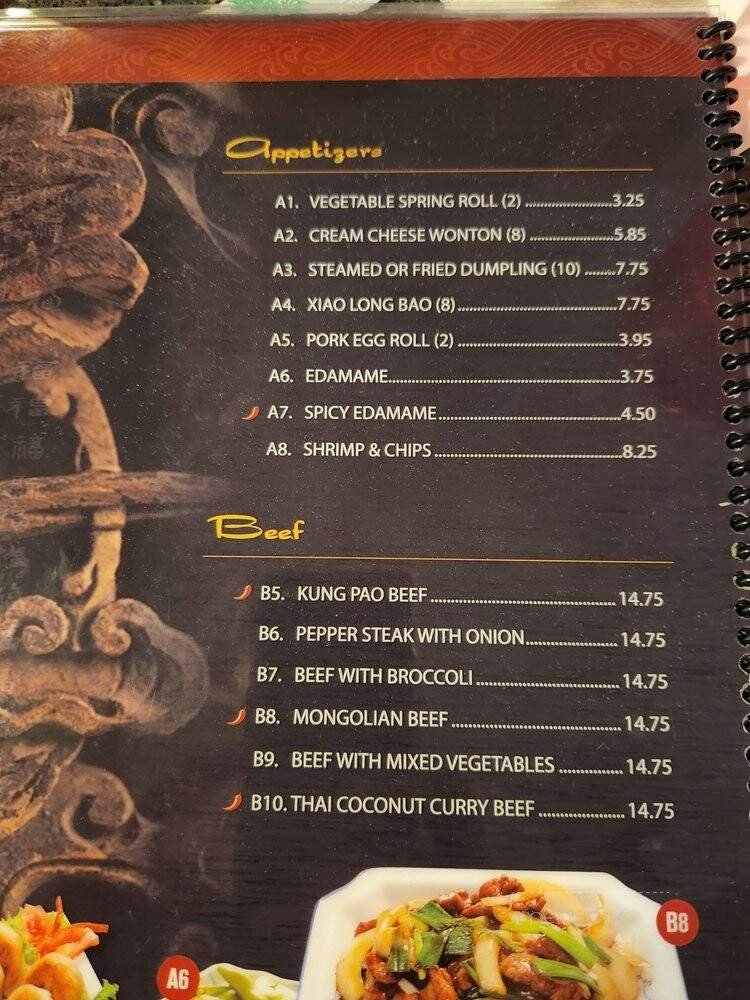 Appetizers
A1. VEGETABLE SPRING ROLL (2) ........................3.25
A2. CREAM CHEESE WONTON (8) .......................5.85
A3. STEAMED OR FRIED DUMPLING (10) ........7.75
A4. XIAO LONG BAO (8)...........................................7.75
A5. PORK EGG ROLL (2) ............................................3.95
A6. EDAMAME..............................................................3.75
A7. SPICY EDAMAME.................................................4.50
A8. SHRIMP & CHIPS ..................................................8.25
Beef
B5. KUNG PAO BEEF ................................................ 14.75
B6. PEPPER STEAK WITH ONION........................ 14.75
B7. BEEF WITH BROCCOLI ..................................... 14.75
B8. MONGOLIAN BEEF ........................................... 14.75
B9. BEEF WITH MIXED VEGETABLES ................ 14.75
B10. THAI COCONUT CURRY BEEF ..................... 14.75
B8
A6